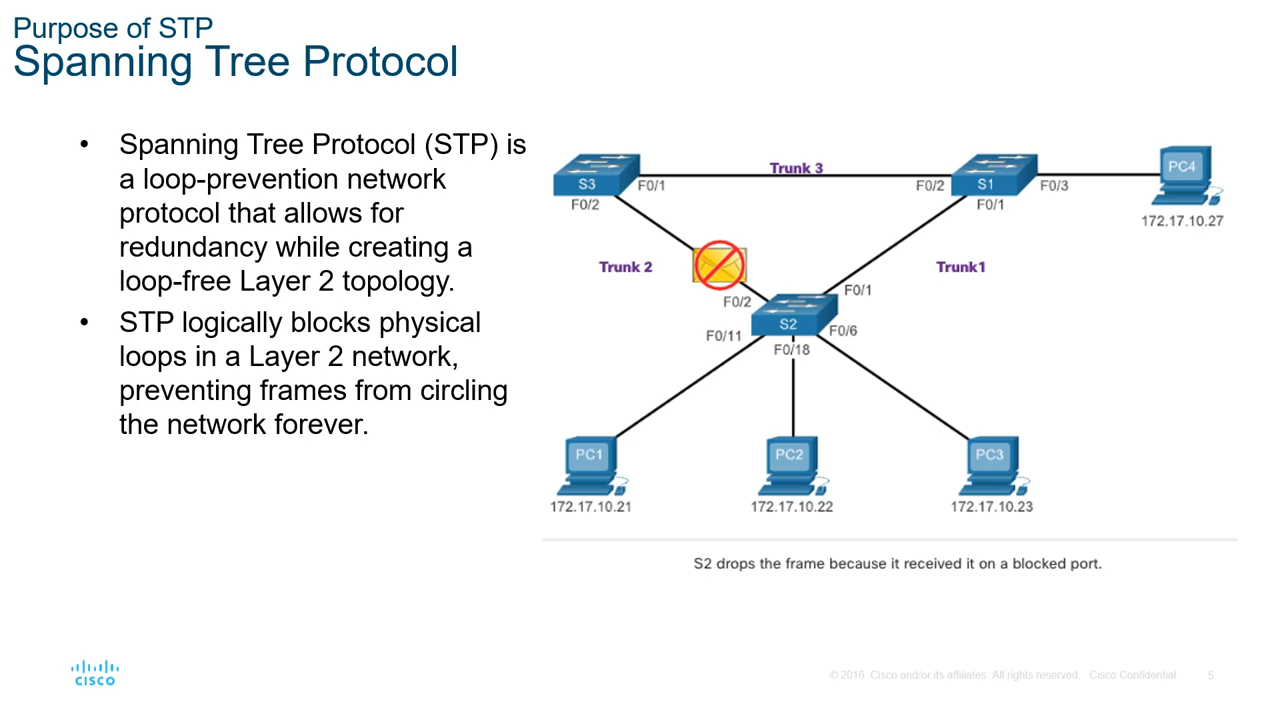 Purpose of STP
Spanning Tree Protocol
• Spanning Tree Protocol (STP) is
a loop-prevention network
protocol that allows for
redundancy while creating a
loop-free Layer 2 topology.
• STP logically blocks physical
loops in a Layer 2 network,
preventing frames from circling
the network forever.
Trunk 3
S3
F0/1
F0/2
S1
F0/3
PC4
F0/2
F0/1
172.17.10.27
Trunk 2
Trunk1
F0/2
F0/1
S2
F0/11
F0/18
F0/6
PC1
PC2
PC3
172.17.10.21
172.17.10.22
172.17.10.23
S2 drops the frame because it received it on a blocked port.
CISCO
© 2016 Cisco and/or its affiliates. All rights reserved. Cisco Confidential
5